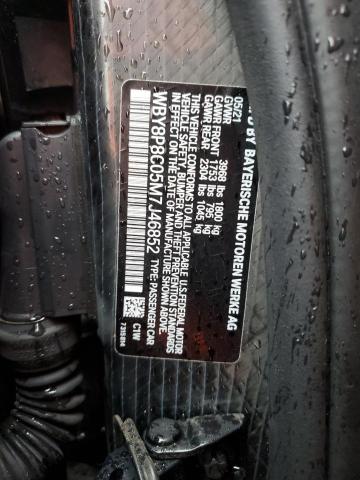 D BY BAYERISCHE MOTOREN WERKE AG
05/21
GVWR 3968 lbs 1800 kg
GAWR FRONT 1753 lbs 795 kg
GAWR REAR 2304 lbs 1045 kg
THIS VEHICLE CONFORMS TO ALL APPLICABLE U.S. FEDERAL MOTOR
VEHICLE SAFETY, BUMPER AND THEFT PREVENTION STANDARDS
IN EFFECT ON THE DATE OF MANUFACTURE SHOWN ABOVE.
WBY8P8C05M7J46852 TYPE: PASSENGER CAR
C1W